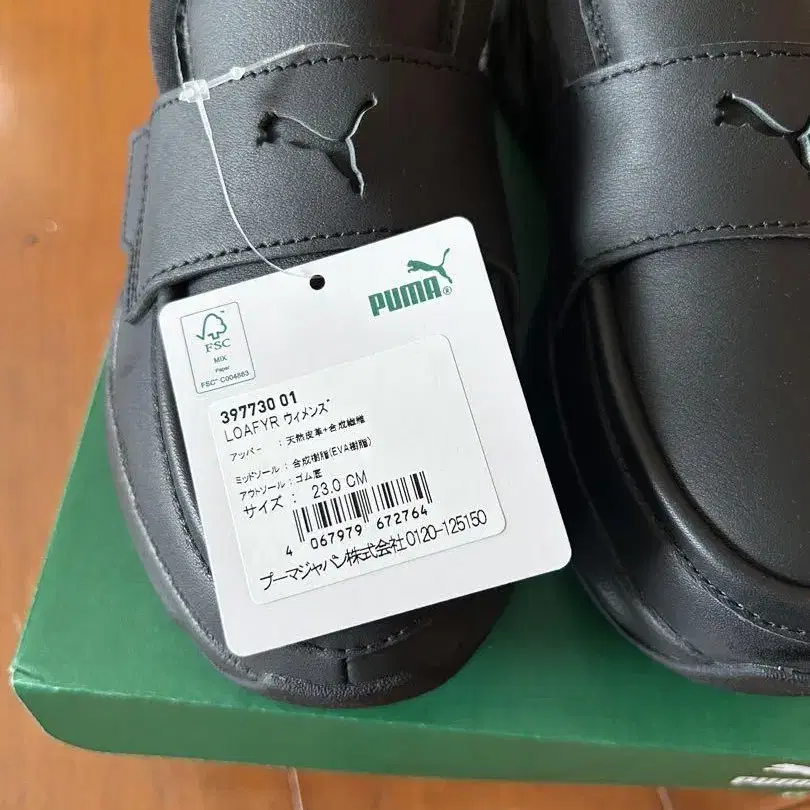 PUMA®
FSC
MIX
Paper
FSC™ C004883
397730 01
LOAFYR ウィメンズ
アッパー : 天然皮革+合成繊維
ミッドソール : 合成樹脂(EVA樹脂)
アウトソール : ゴム底
サイズ : 23.0 CM
4 067979 672764
プーマジャパン株式会社 0120-125150